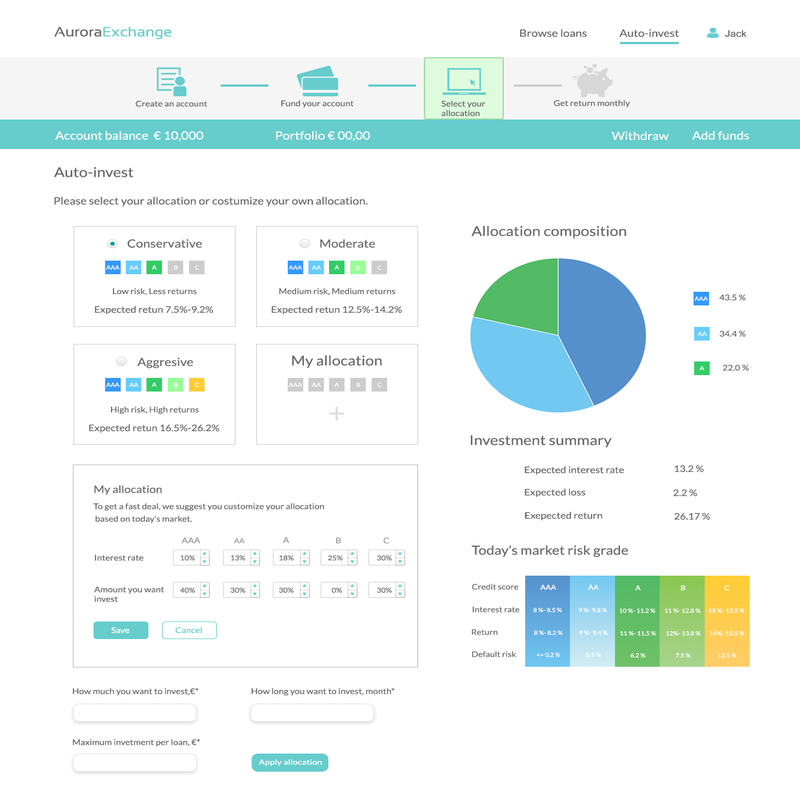 AuroraExchange
Browse loans
Auto-invest
Jack
Create an account
Fund your account
Select your
allocation
Get return monthly
Account balance € 10,000
Portfolio € 00,00
Withdraw
Add funds
Auto-invest
Please select your allocation or costumize your own allocation.
Conservative
AAA AA A B C
Low risk, Less returns
Expected retun 7.5%-9.2%
Moderate
AAA AA A B C
Medium risk, Medium returns
Expected retun 12.5%-14.2%
Aggresive
AAA AA A B C
High risk, High returns
Expected retun 16.5%-26.2%
My allocation
AAA AA A B C
+
My allocation
To get a fast deal, we suggest you customize your allocation
based on today's market.
AAA AA A B C
Interest rate 10% 13% 18% 25% 30%
Amount you want
invest
40% 30% 30% 0% 30%
Save
Cancel
How much you want to invest,€*
How long you want to invest, month*
Maximum invetment per loan, €*
Apply allocation
Allocation composition
AAA 43.5 %
AA 34.4 %
A 22.0 %
Investment summary
Expected interest rate 13.2 %
Expected loss 2.2 %
Exepected return 26.17 %
Today's market risk grade
Credit score AAA AA A B C
Interest rate 8 %- 8.5 % 9 %- 9.8 % 10 %- 11.2 % 11 %- 12.8 % 13 %- 13.5 %
Return 8 %- 8.2 % 9 %- 9.4 % 11 %- 11.5 % 12%- 13.8 % 14%- 15.5 %
Default risk <= 0.2 % 0.5 % 6.2 % 7.5 % 12.5 %